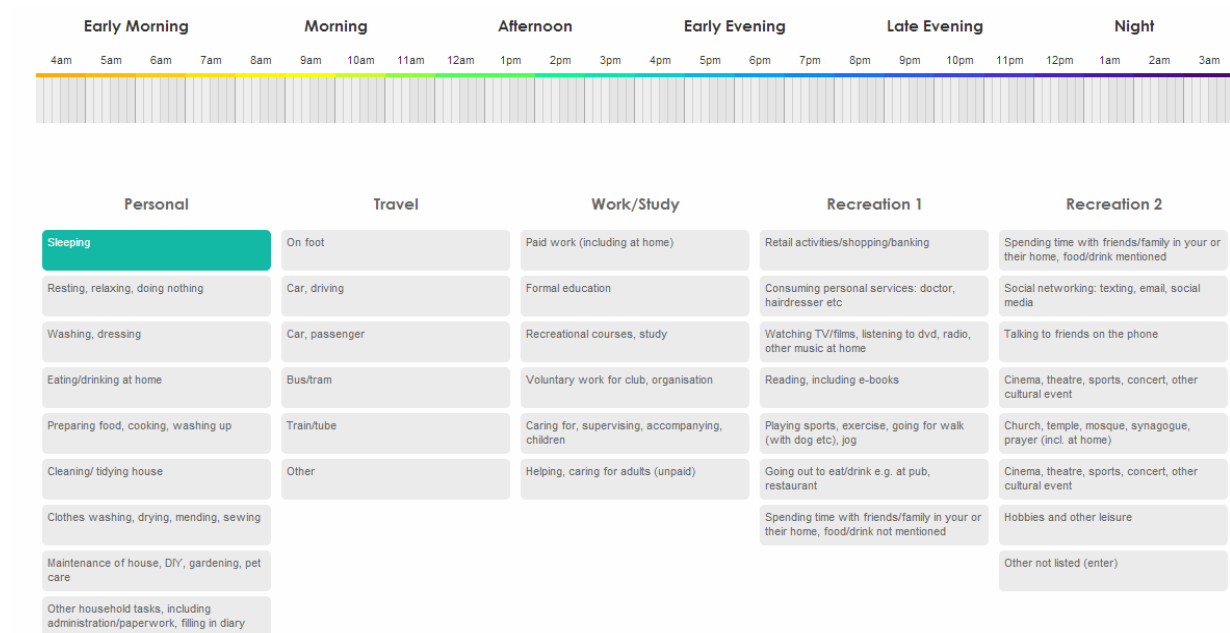 Early Morning Morning Afternoon Early Evening Late Evening Night
4am 5am 6am 7am 8am 9am 10am 11am 12am 1pm 2pm 3pm 4pm 5pm 6pm 7pm 8pm 9pm 10pm 11pm 12pm 1am 2am 3am
Personal
Sleeping
Resting, relaxing, doing nothing
Washing, dressing
Eating/drinking at home
Preparing food, cooking, washing up
Cleaning/ tidying house
Clothes washing, drying, mending, sewing
Maintenance of house, DIY, gardening, pet
care
Other household tasks, including
administration/paperwork, filling in diary
Travel
On foot
Car, driving
Car, passenger
Bus/tram
Train/tube
Other
Work/Study
Paid work (including at home)
Formal education
Recreational courses, study
Voluntary work for club, organisation
Caring for, supervising, accompanying,
children
Helping, caring for adults (unpaid)
Recreation 1
Retail activities/shopping/banking
Consuming personal services: doctor,
hairdresser etc
Watching TV/films, listening to dvd, radio,
other music at home
Reading, including e-books
Playing sports, exercise, going for walk
(with dog etc), jog
Going out to eat/drink e.g. at pub,
restaurant
Spending time with friends/family in your or
their home, food/drink not mentioned
Recreation 2
Spending time with friends/family in your or
their home, food/drink mentioned
Social networking: texting, email, social
media
Talking to friends on the phone
Cinema, theatre, sports, concert, other
cultural event
Church, temple, mosque, synagogue,
prayer (incl. at home)
Cinema, theatre, sports, concert, other
cultural event
Hobbies and other leisure
Other not listed (enter)